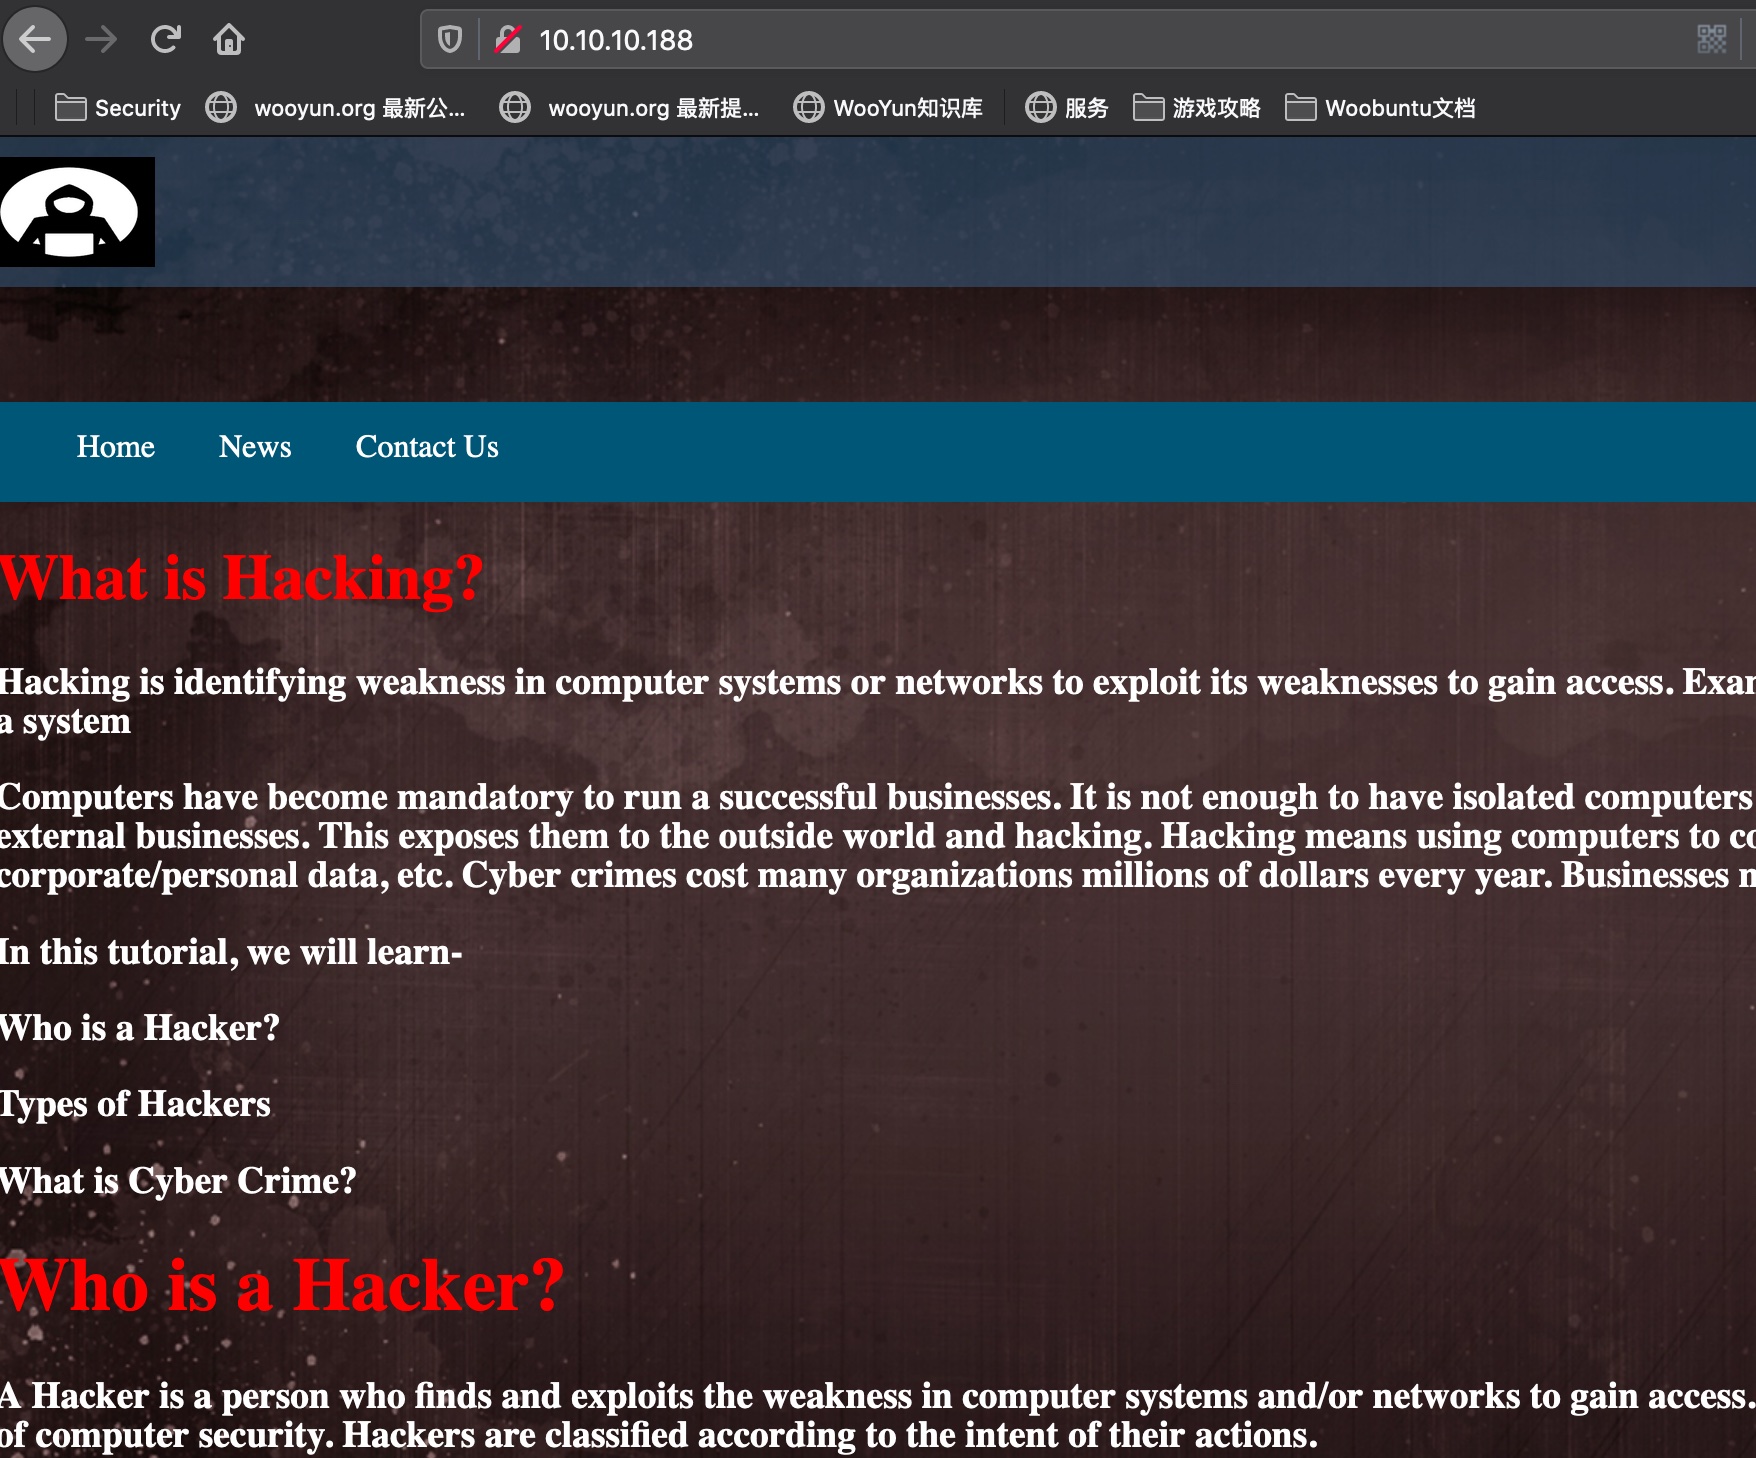 10.10.10.188
Security wooyun.org 最新公... wooyun.org 最新提... WooYun知识库 服务 游戏攻略 Woobuntu文档
Home News Contact Us
What is Hacking?
Hacking is identifying weakness in computer systems or networks to exploit its weaknesses to gain access.
a system
Computers have become mandatory to run a successful businesses. It is not enough to have isolated computers
external businesses. This exposes them to the outside world and hacking. Hacking means using computers to
corporate/personal data, etc. Cyber crimes cost many organizations millions of dollars every year. Businesses
In this tutorial, we will learn-
Who is a Hacker?
Types of Hackers
What is Cyber Crime?
Who is a Hacker?
A Hacker is a person who finds and exploits the weakness in computer systems and/or networks to gain access.
of computer security. Hackers are classified according to the intent of their actions.